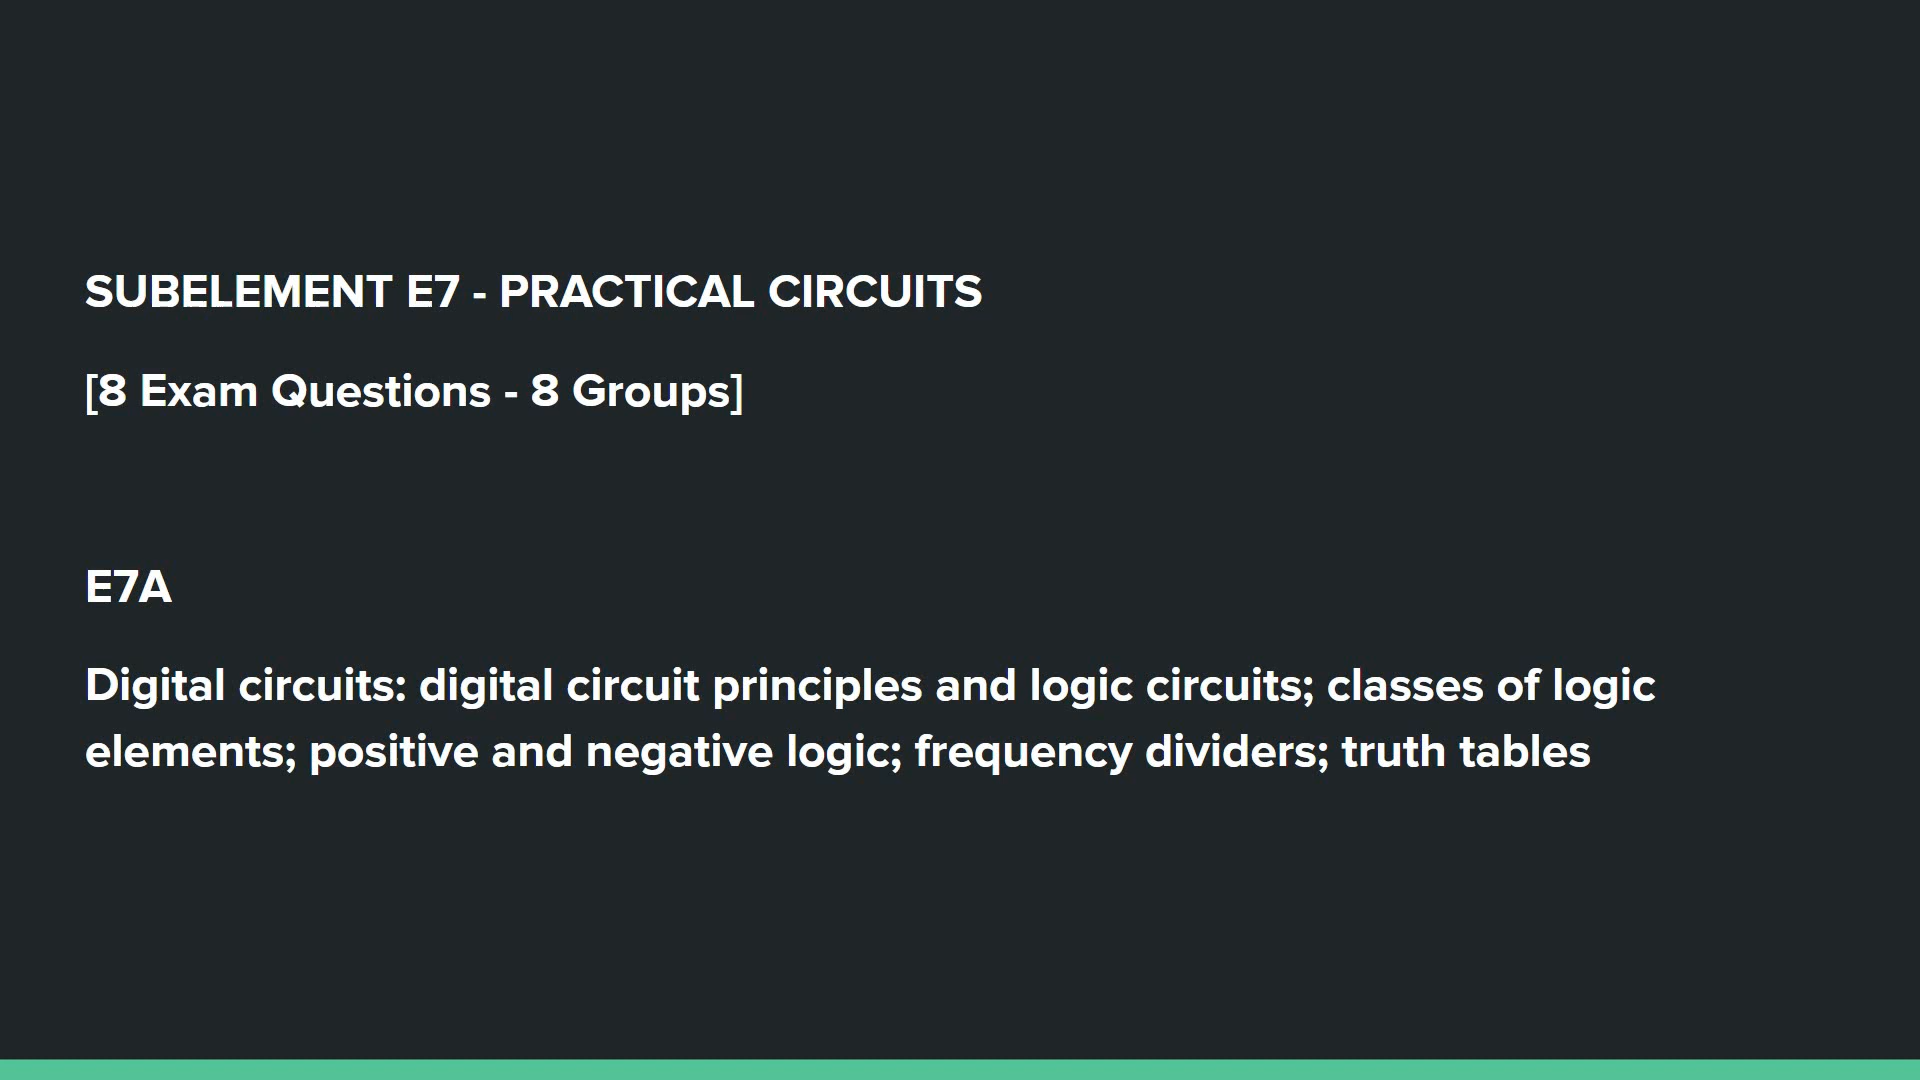 SUBELEMENT E7 - PRACTICAL CIRCUITS
[8 Exam Questions - 8 Groups]
E7A
Digital circuits: digital circuit principles and logic circuits; classes of logic
elements; positive and negative logic; frequency dividers; truth tables